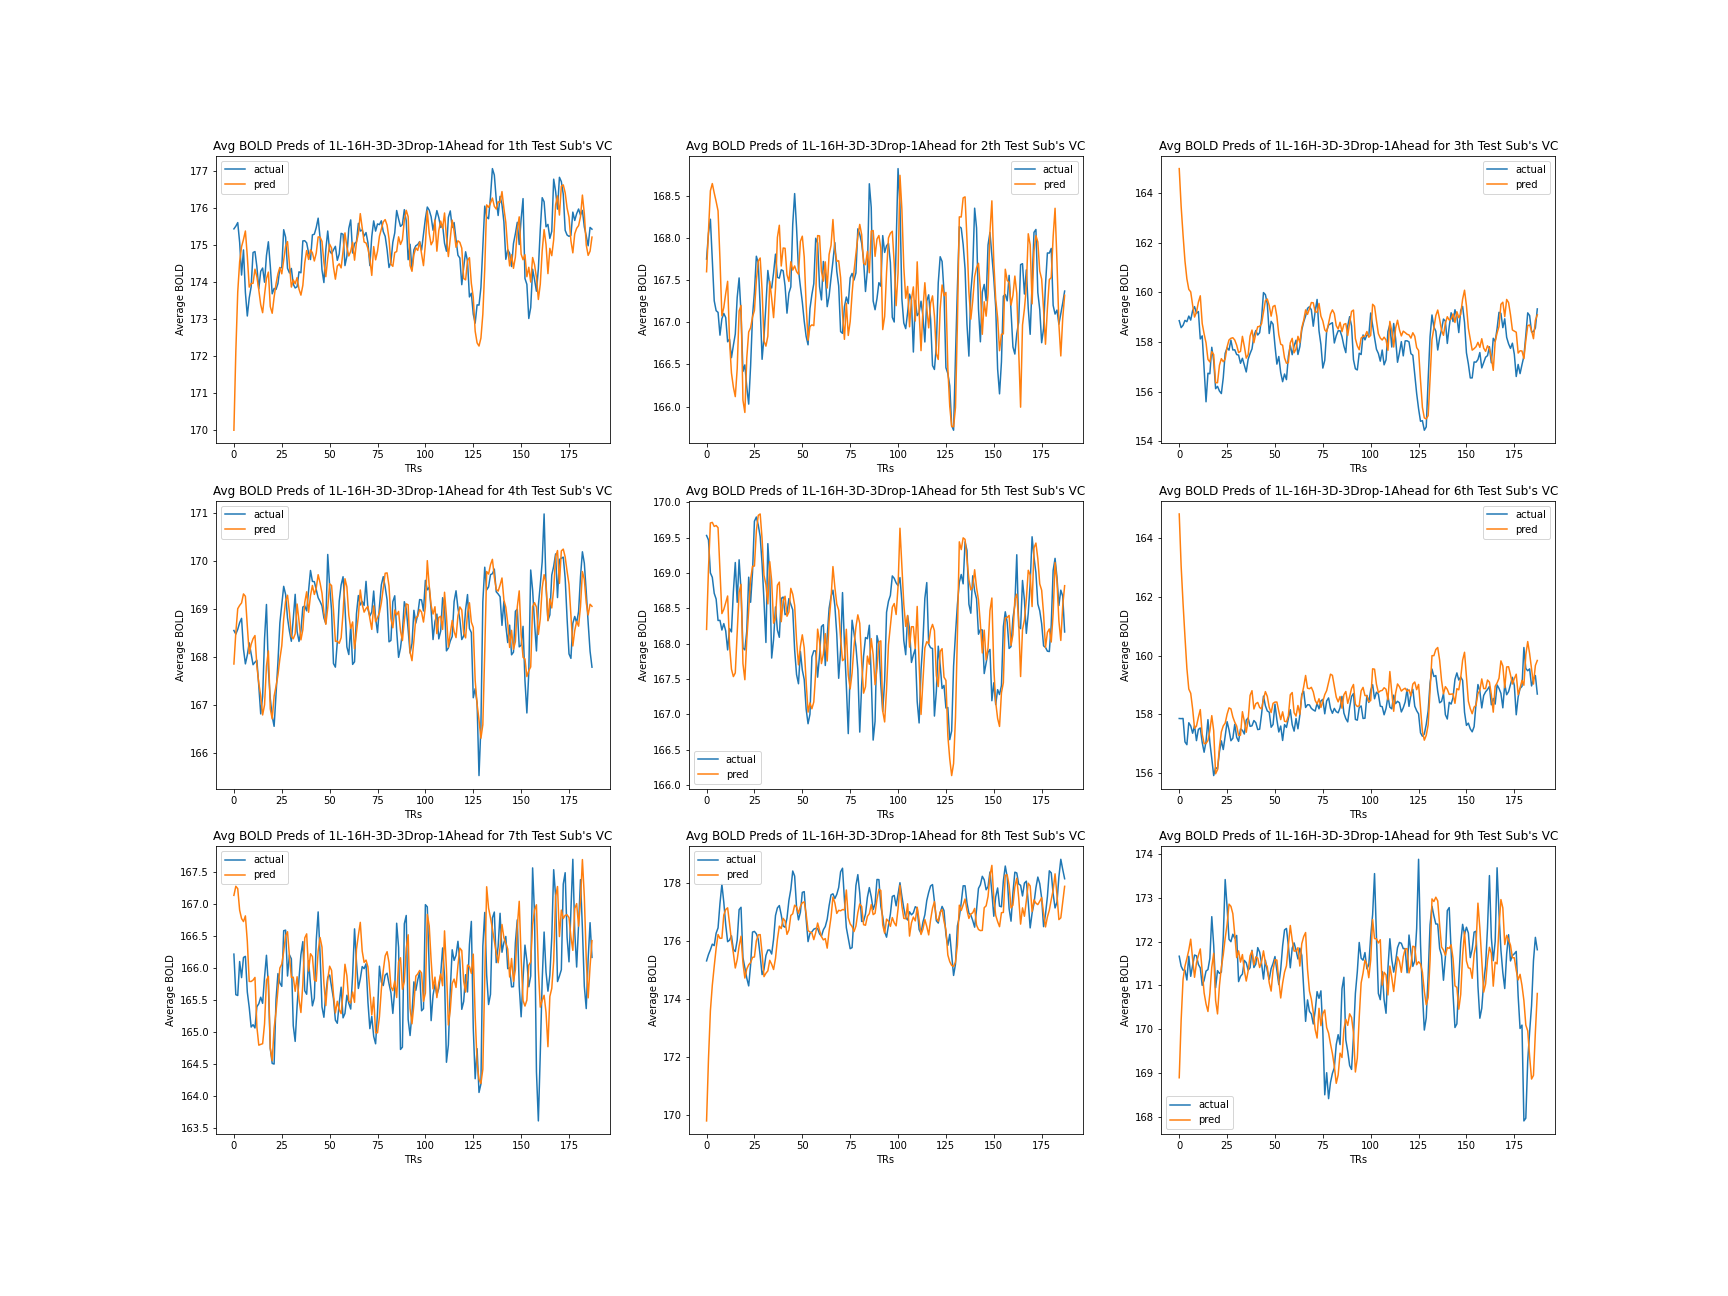 Avg BOLD Preds of 1L-16H-3D-3Drop-1Ahead for 1th Test Sub's VC
177
176
175
174
173
172
171
170
Average BOLD
actual
pred
0 25 50 75 100 125 150 175
TRs
Avg BOLD Preds of 1L-16H-3D-3Drop-1Ahead for 2th Test Sub's VC
168.5
168.0
167.5
167.0
166.5
166.0
Average BOLD
actual
pred
0 25 50 75 100 125 150 175
TRs
Avg BOLD Preds of 1L-16H-3D-3Drop-1Ahead for 3th Test Sub's VC
164
162
160
158
156
154
Average BOLD
actual
pred
0 25 50 75 100 125 150 175
TRs
Avg BOLD Preds of 1L-16H-3D-3Drop-1Ahead for 4th Test Sub's VC
171
170
169
168
167
166
Average BOLD
actual
pred
0 25 50 75 100 125 150 175
TRs
Avg BOLD Preds of 1L-16H-3D-3Drop-1Ahead for 5th Test Sub's VC
170.0
169.5
169.0
168.5
168.0
167.5
167.0
166.5
166.0
Average BOLD
actual
pred
0 25 50 75 100 125 150 175
TRs
Avg BOLD Preds of 1L-16H-3D-3Drop-1Ahead for 6th Test Sub's VC
164
162
160
158
156
Average BOLD
actual
pred
0 25 50 75 100 125 150 175
TRs
Avg BOLD Preds of 1L-16H-3D-3Drop-1Ahead for 7th Test Sub's VC
167.5
167.0
166.5
166.0
165.5
165.0
164.5
164.0
163.5
Average BOLD
actual
pred
0 25 50 75 100 125 150 175
TRs
Avg BOLD Preds of 1L-16H-3D-3Drop-1Ahead for 8th Test Sub's VC
178
176
174
172
170
Average BOLD
actual
pred
0 25 50 75 100 125 150 175
TRs
Avg BOLD Preds of 1L-16H-3D-3Drop-1Ahead for 9th Test Sub's VC
174
173
172
171
170
169
168
Average BOLD
actual
pred
0 25 50 75 100 125 150 175
TRs